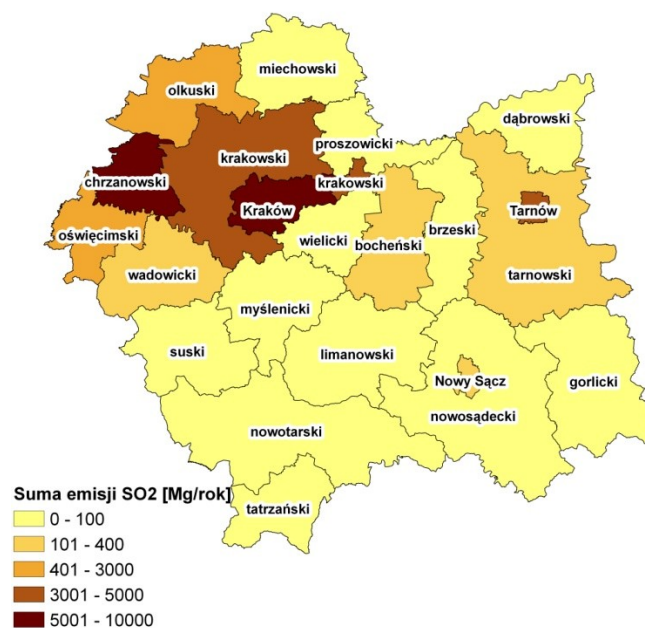 miechowski
olkuski
dąbrowski
proszowicki
krakowski
chrzanowski
krakowski
Kraków
Tarnów
oświęcimski
wielicki
bocheński
brzeski
wadowicki
tarnowski
myślenicki
suski
limanowski
Nowy Sącz
gorlicki
nowosądecki
nowotarski
tatrzański
Suma emisji SO2 [Mg/rok]
0 - 100
101 - 400
401 - 3000
3001 - 5000
5001 - 10000